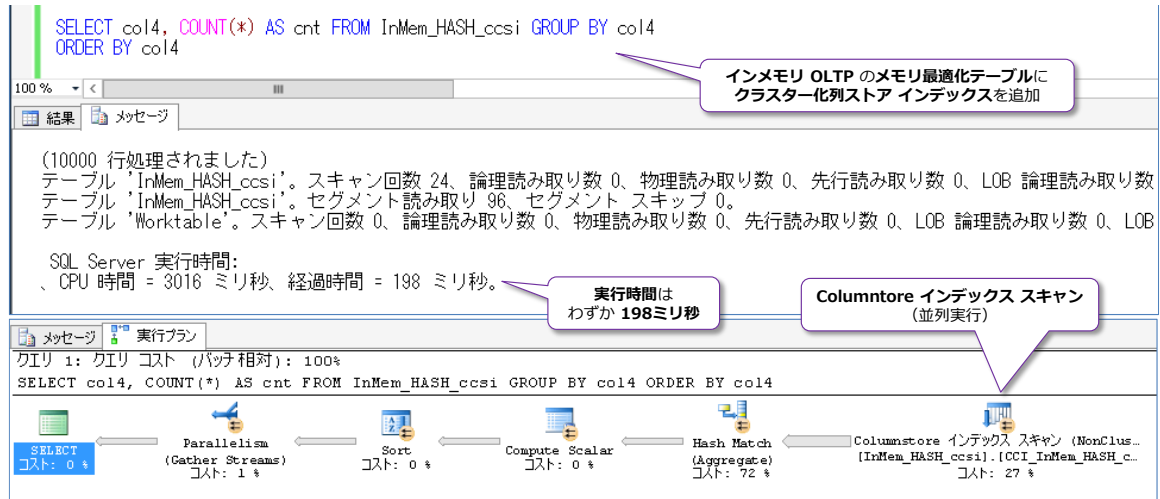 SELECT col4, COUNT(*) AS cnt FROM InMem_HASH_ccsi GROUP BY col4
ORDER BY col4
インメモリ OLTP のメモリ最適化テーブルに
クラスター化列ストア インデックスを追加
100 %
結果 メッセージ
(10000 行処理されました)
テーブル 'InMem_HASH_ccsi'。スキャン回数 24、論理読み取り数 0、物理読み取り数 0、先行読み取り数 0、LOB 論理読み取り数
テーブル 'InMem_HASH_ccsi'。セグメント読み取り 96、セグメント スキップ 0。
テーブル 'Worktable'。スキャン回数 0、論理読み取り数 0、物理読み取り数 0、先行読み取り数 0、LOB 論理読み取り数 0、LOB
SQL Server 実行時間:
、CPU 時間 = 3016 ミリ秒、経過時間 = 198 ミリ秒。
実行時間は
わずか 198ミリ秒
Columntore インデックス スキャン
(並列実行)
メッセージ 実行プラン
クエリ 1: クエリ コスト (バッチ相対): 100%
SELECT col4, COUNT(*) AS cnt FROM InMem_HASH_ccsi GROUP BY col4 ORDER BY col4
SELECT
コスト: 0 %
Parallelism
(Gather Streams)
コスト: 1 %
Sort
コスト: 0 %
Compute Scalar
コスト: 0 %
Hash Match
(Aggregate)
コスト: 72 %
Columnstore インデックス スキャン (NonClus…
[InMem_HASH_ccsi].[CCI_InMem_HASH_c…
コスト: 27 %